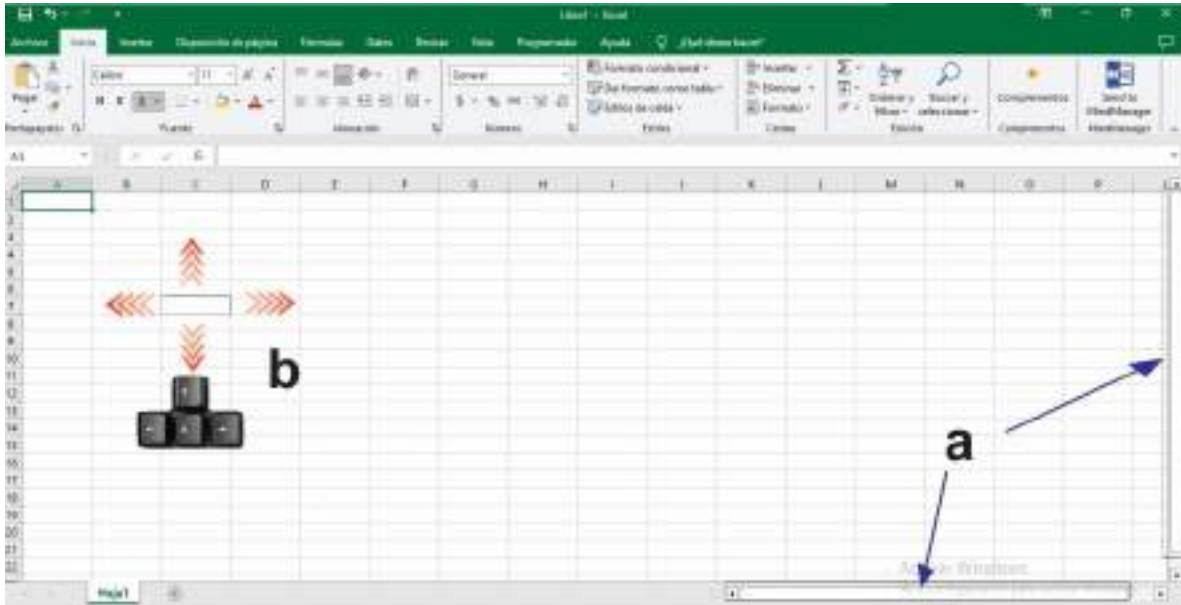 Libro1 - Excel
Archivo Inicio Insertar Disposición de página Fórmulas Datos Revisar Vista Programador Ayuda ¿Qué desea hacer?
Pegar
Calibri 11
General
Formato condicional
Dar formato como tabla
Estilos de celda
Insertar
Eliminar
Formato
Ordenar y filtrar
Buscar y seleccionar
Complementos
Send to MindManager
Portapapeles Fuente Alineación Número Estilos Celdas Edición Complementos MindManager
A1
A B C D E F G H I J K L M N O P
1
2
3
4
5
6
7
8
9
10
11
12
13
14
15
16
17
18
19
20
21
22
b
a
Hoja1